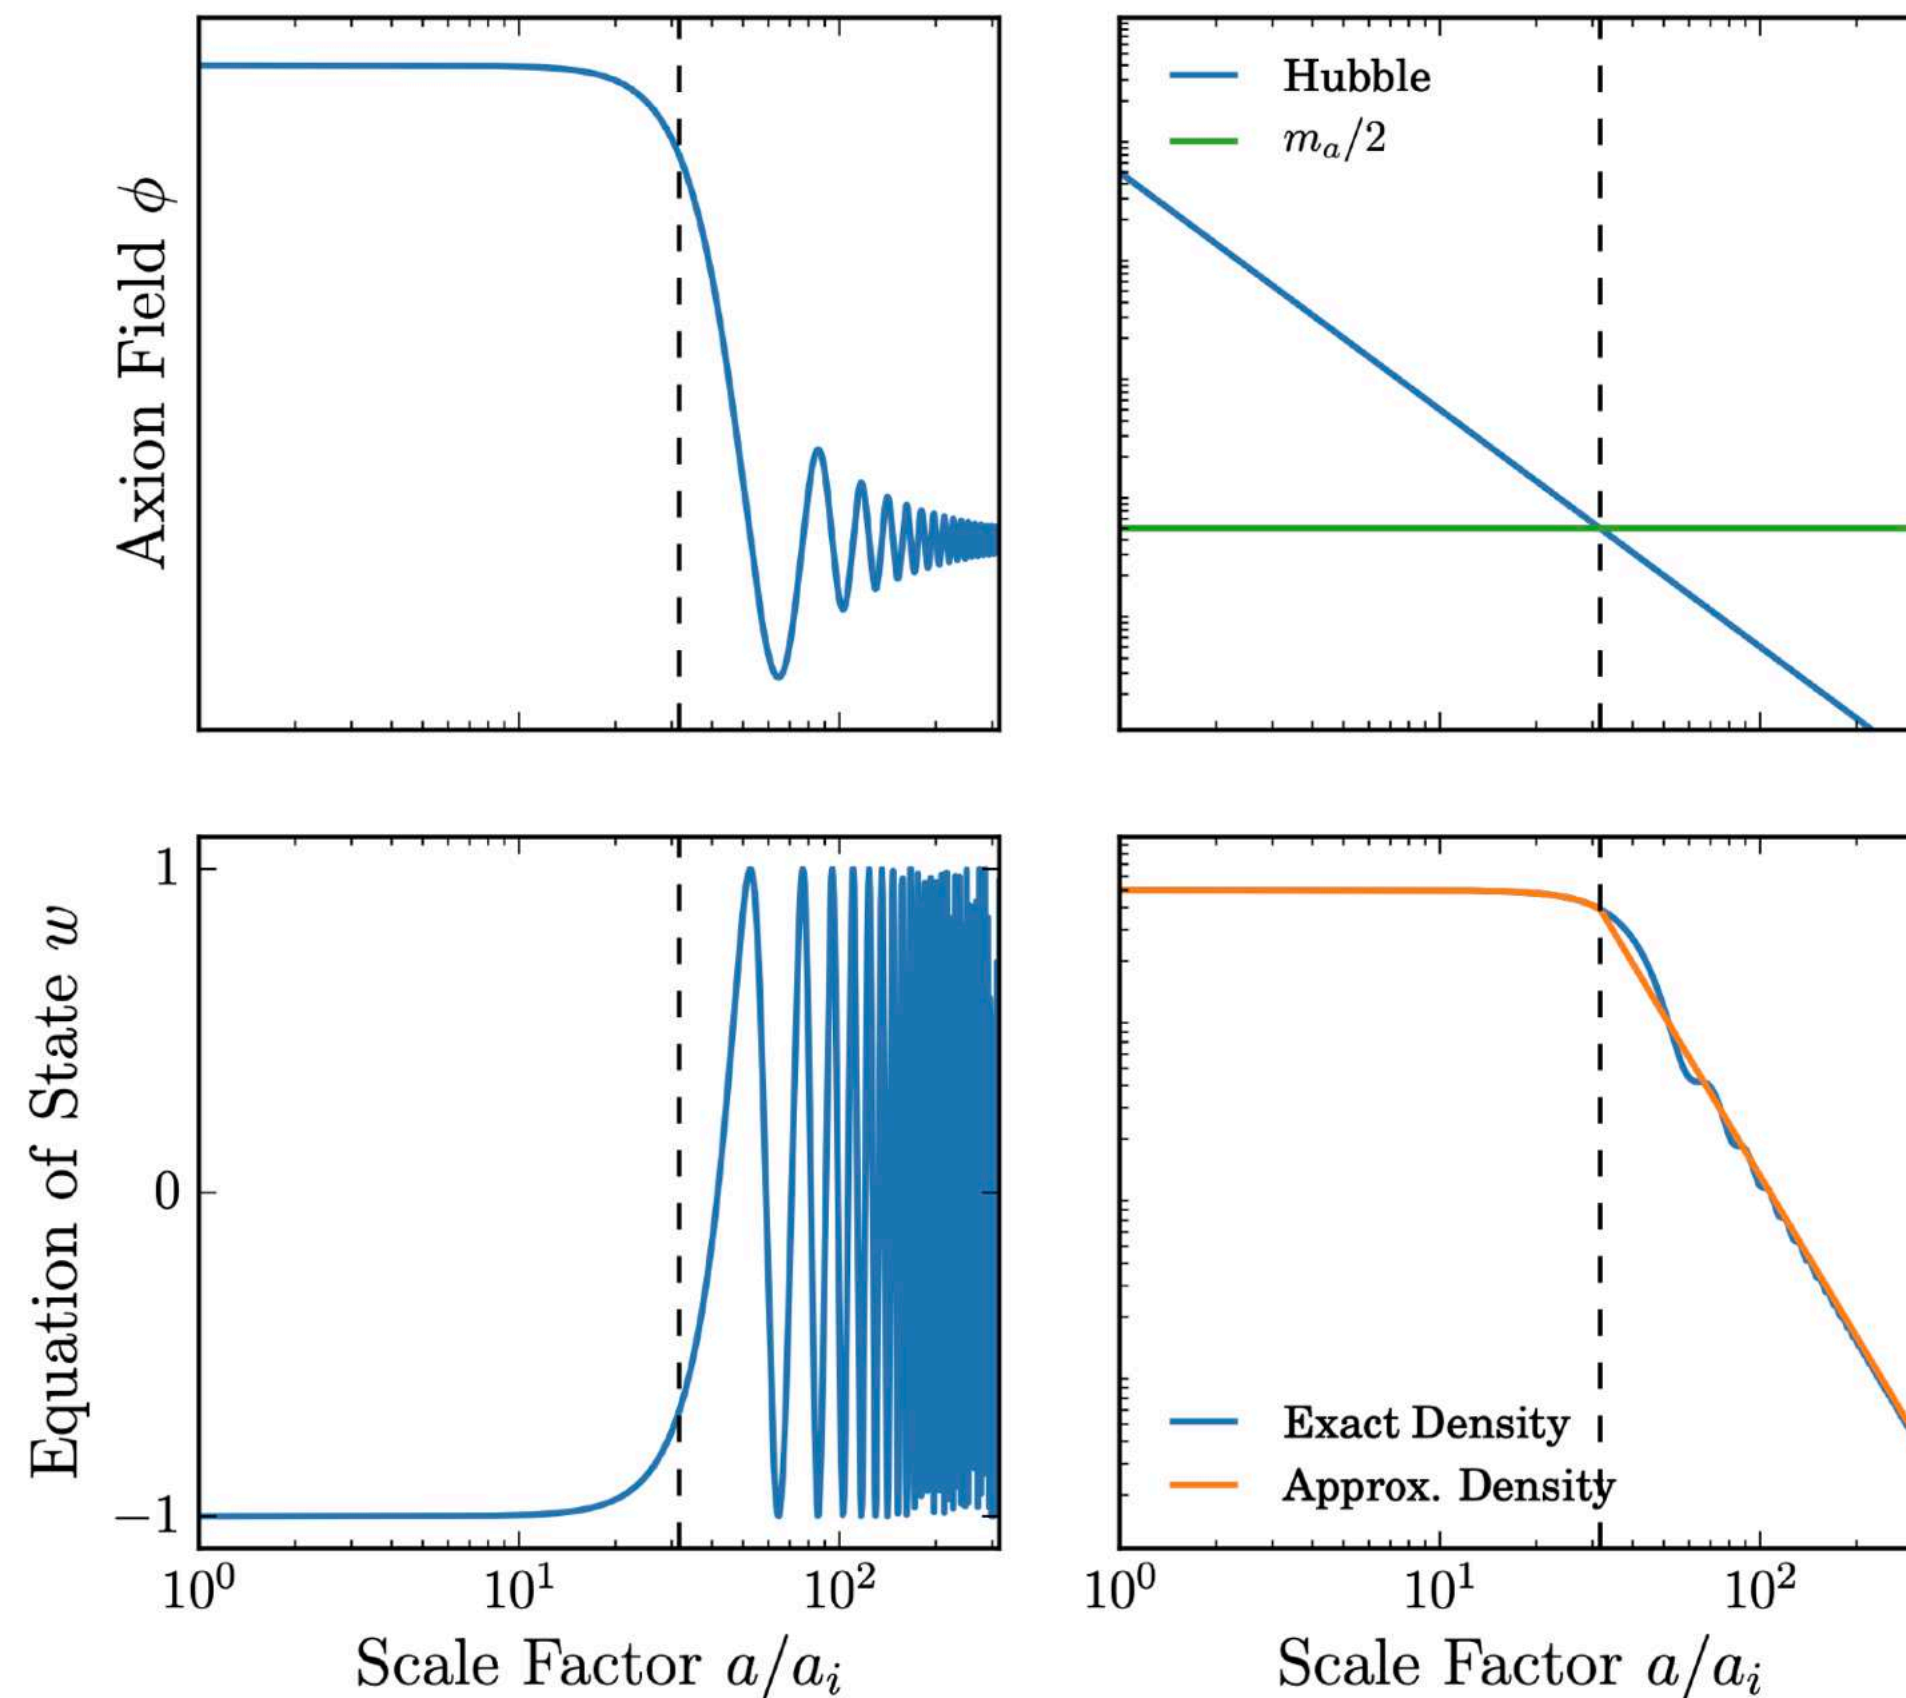 Axion Field ϕ
Hubble
m_a/2
Equation of State w
1
0
−1
10^0
10^1
10^2
Scale Factor a/a_i
Exact Density
Approx. Density
10^0
10^1
10^2
Scale Factor a/a_i